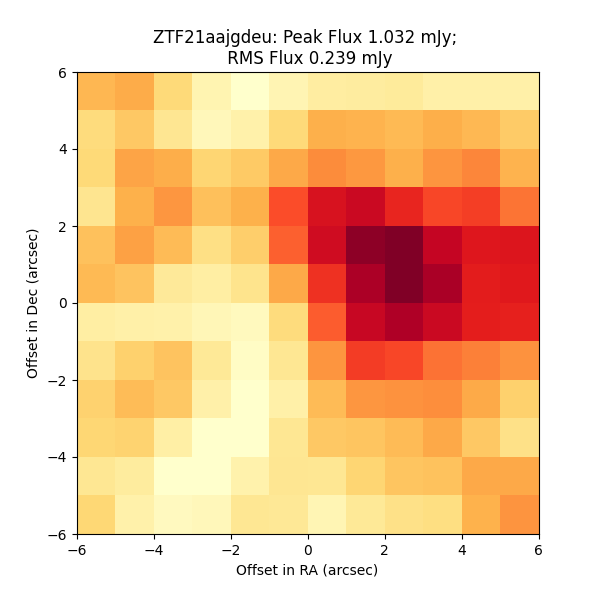 ZTF21aajgdeu: Peak Flux 1.032 mJy;
RMS Flux 0.239 mJy
6
4
2
0
−2
−4
−6
Offset in Dec (arcsec)
−6 −4 −2 0 2 4 6
Offset in RA (arcsec)